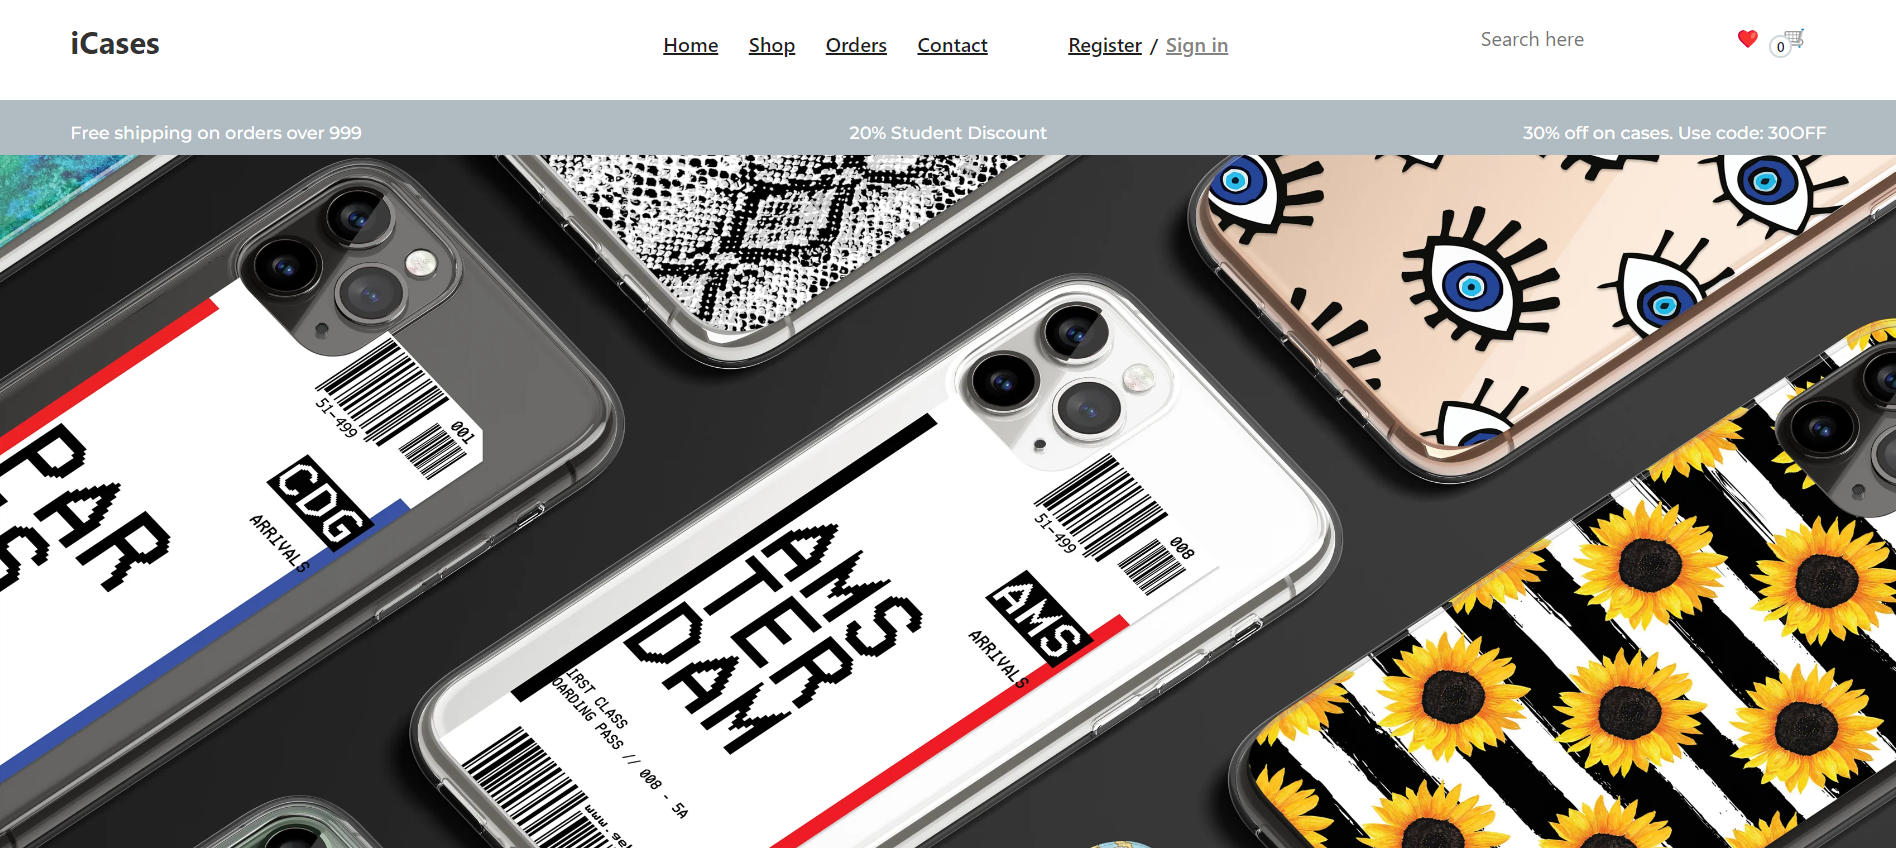 iCases
Home Shop Orders Contact Register / Sign in
Search here
0
Free shipping on orders over 999
20% Student Discount
30% off on cases. Use code: 30OFF
51-499
001
PAR
CDG
ARRIVALS
51-499
008
AMS
TER
DAM
AMS
ARRIVALS
IRST CLASS
OARDING PASS // 008 - 5A